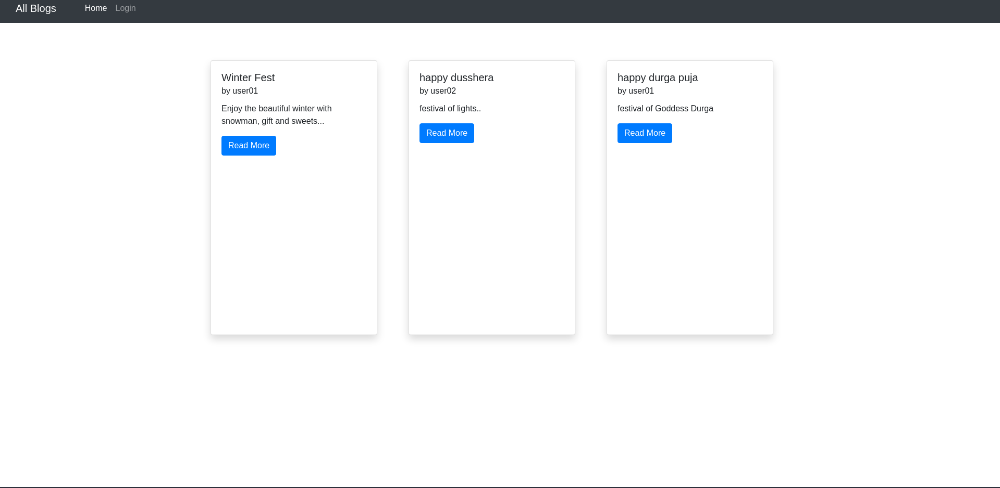 All Blogs Home Login
Winter Fest
by user01
Enjoy the beautiful winter with
snowman, gift and sweets...
Read More
happy dusshera
by user02
festival of lights..
Read More
happy durga puja
by user01
festival of Goddess Durga
Read More